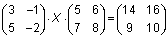 (3 -1; 5 -2) · X · (5 6; 7 8) = (14 16; 9 10)